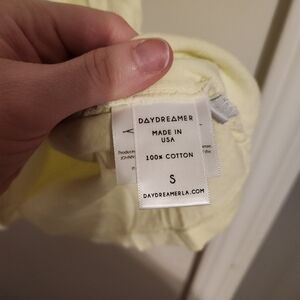 DAYDREAMER
MADE IN
USA
100% COTTON
S
DAYDREAMERLA.COM